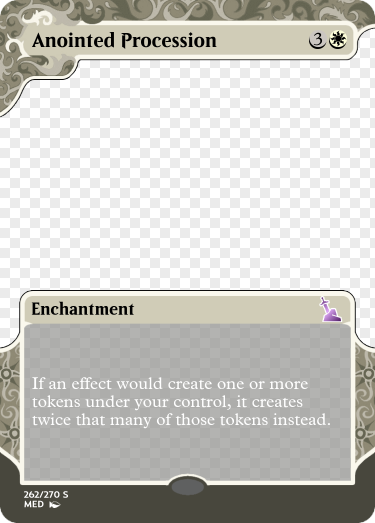 Anointed Procession 3
Enchantment
If an effect would create one or more
tokens under your control, it creates
twice that many of those tokens instead.
262/270 S
MED